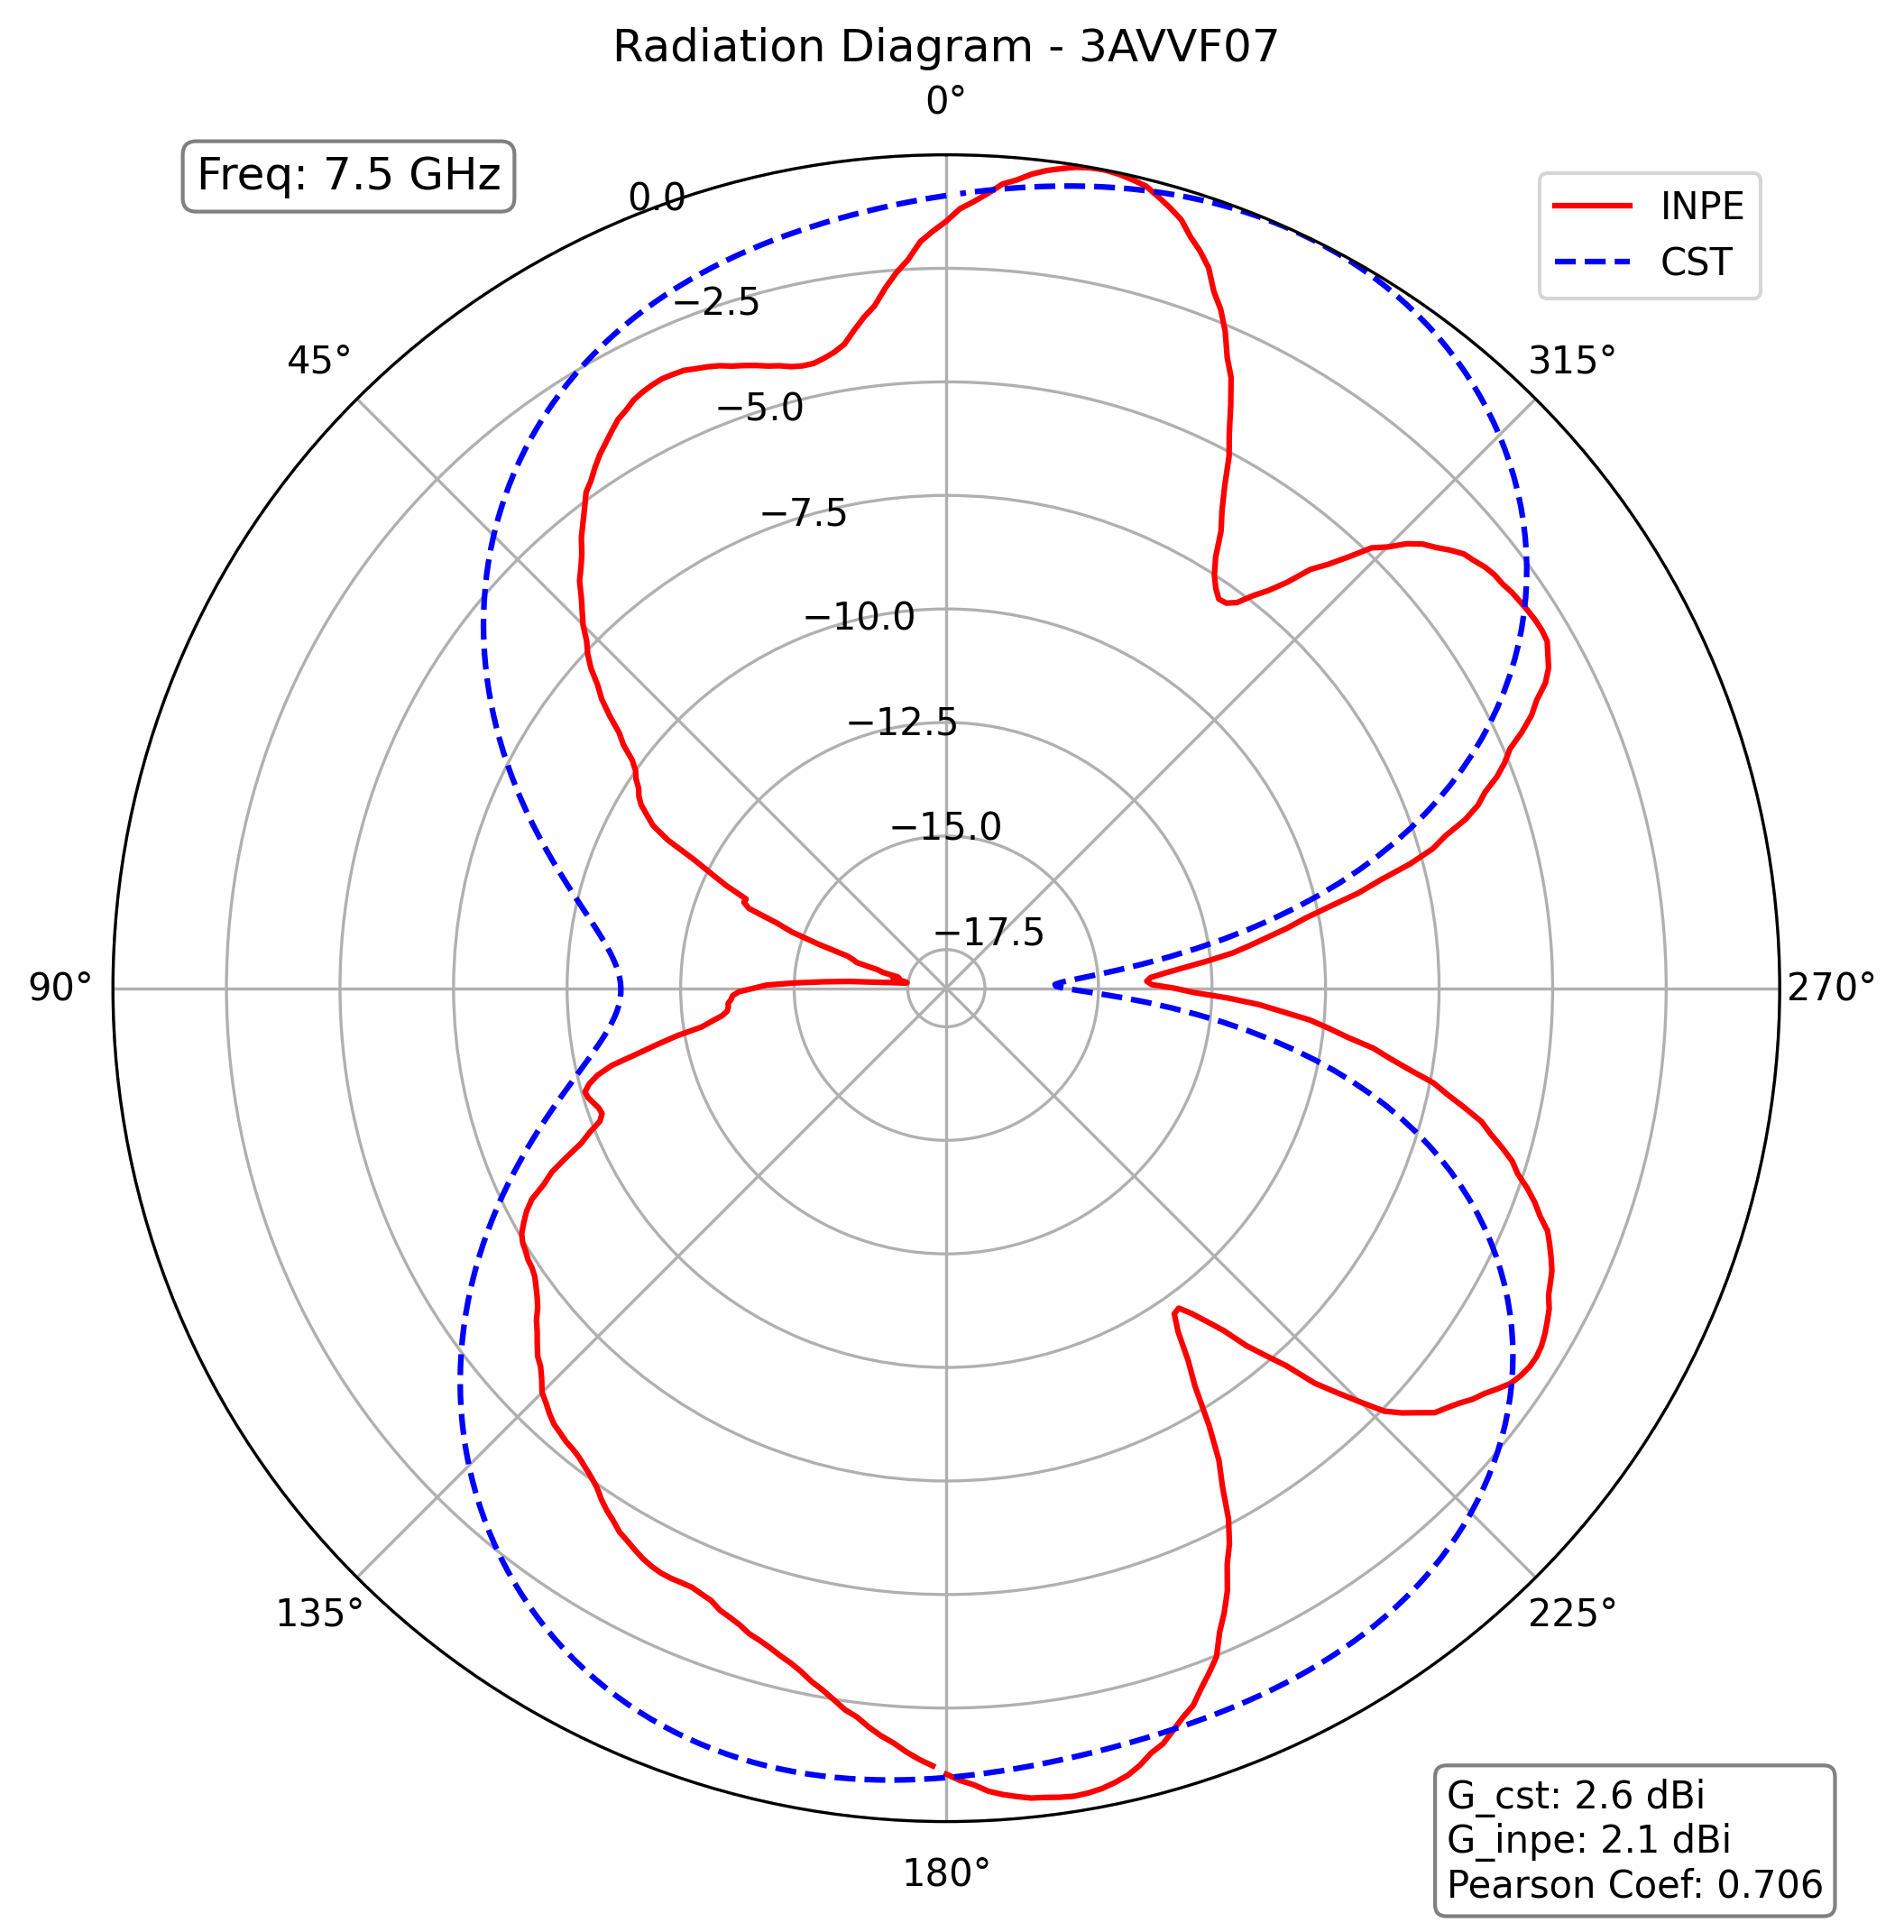 Radiation Diagram - 3AVVF07
0°
Freq: 7.5 GHz
0.0
INPE
CST
−2.5
45°
315°
−5.0
−7.5
−10.0
−12.5
−15.0
−17.5
90°
270°
135°
225°
180°
G_cst: 2.6 dBi
G_inpe: 2.1 dBi
Pearson Coef: 0.706